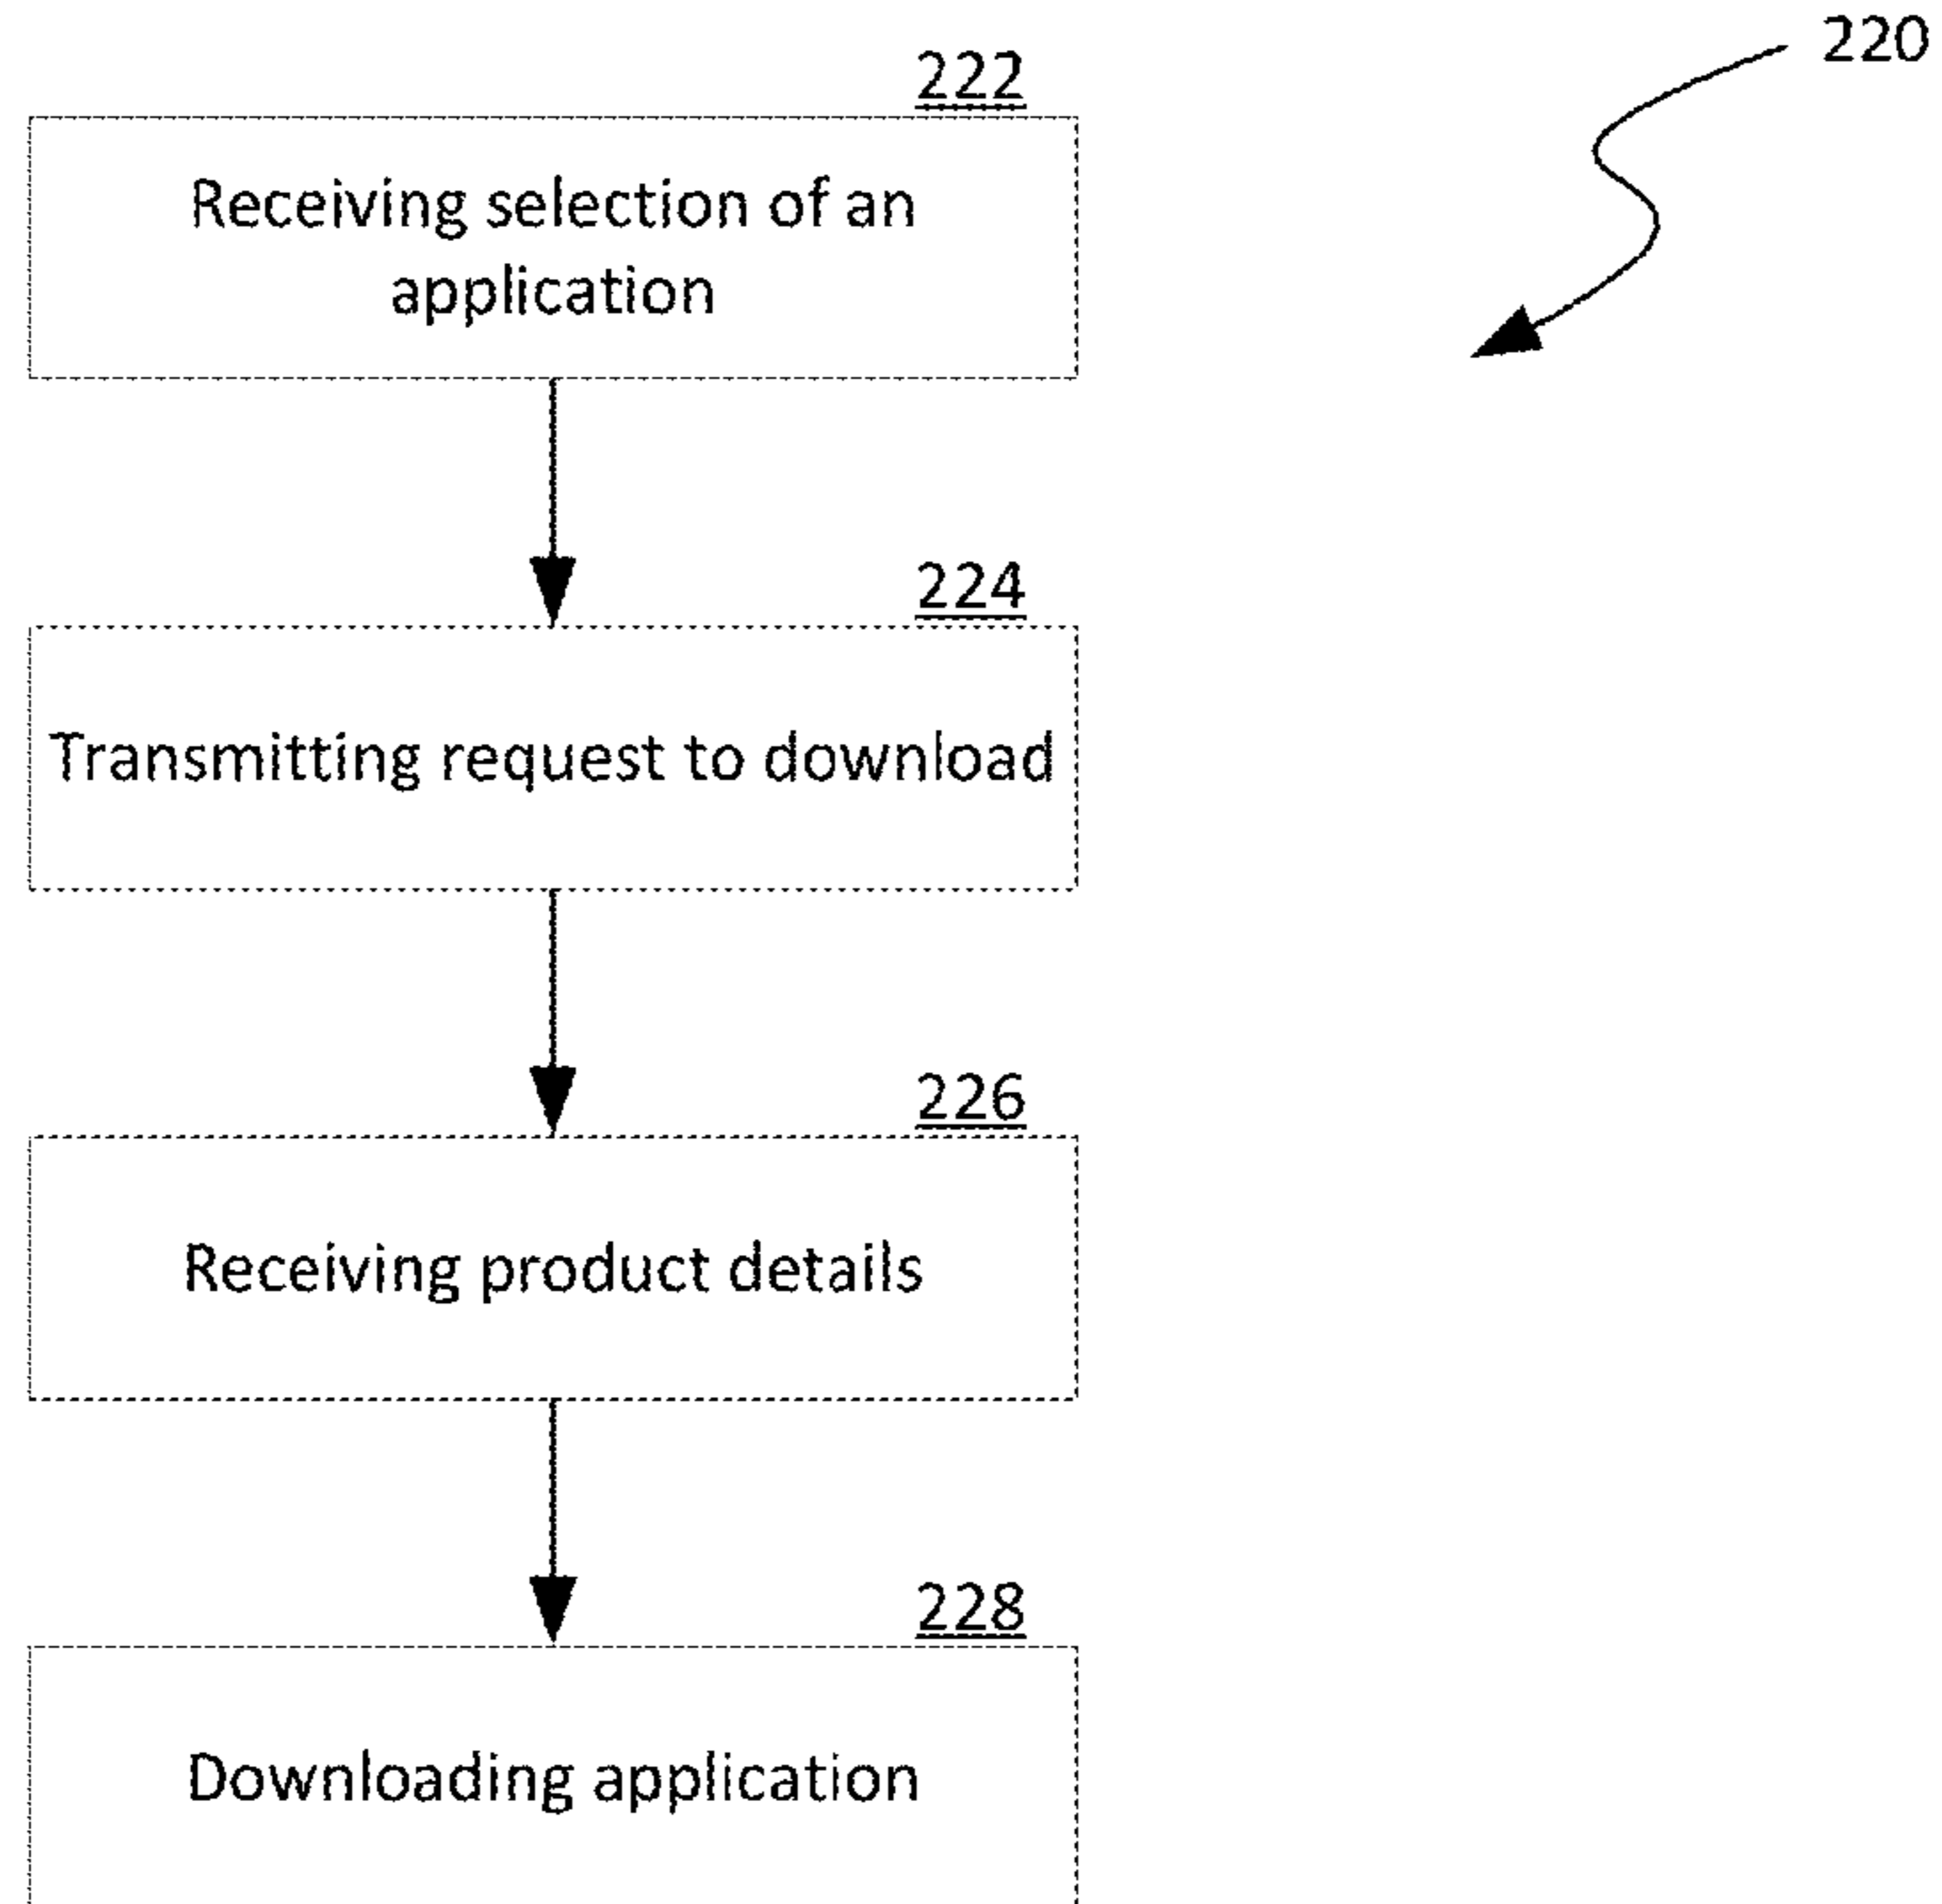 220
222
Receiving selection of an
application
224
Transmitting request to download
226
Receiving product details
228
Downloading application